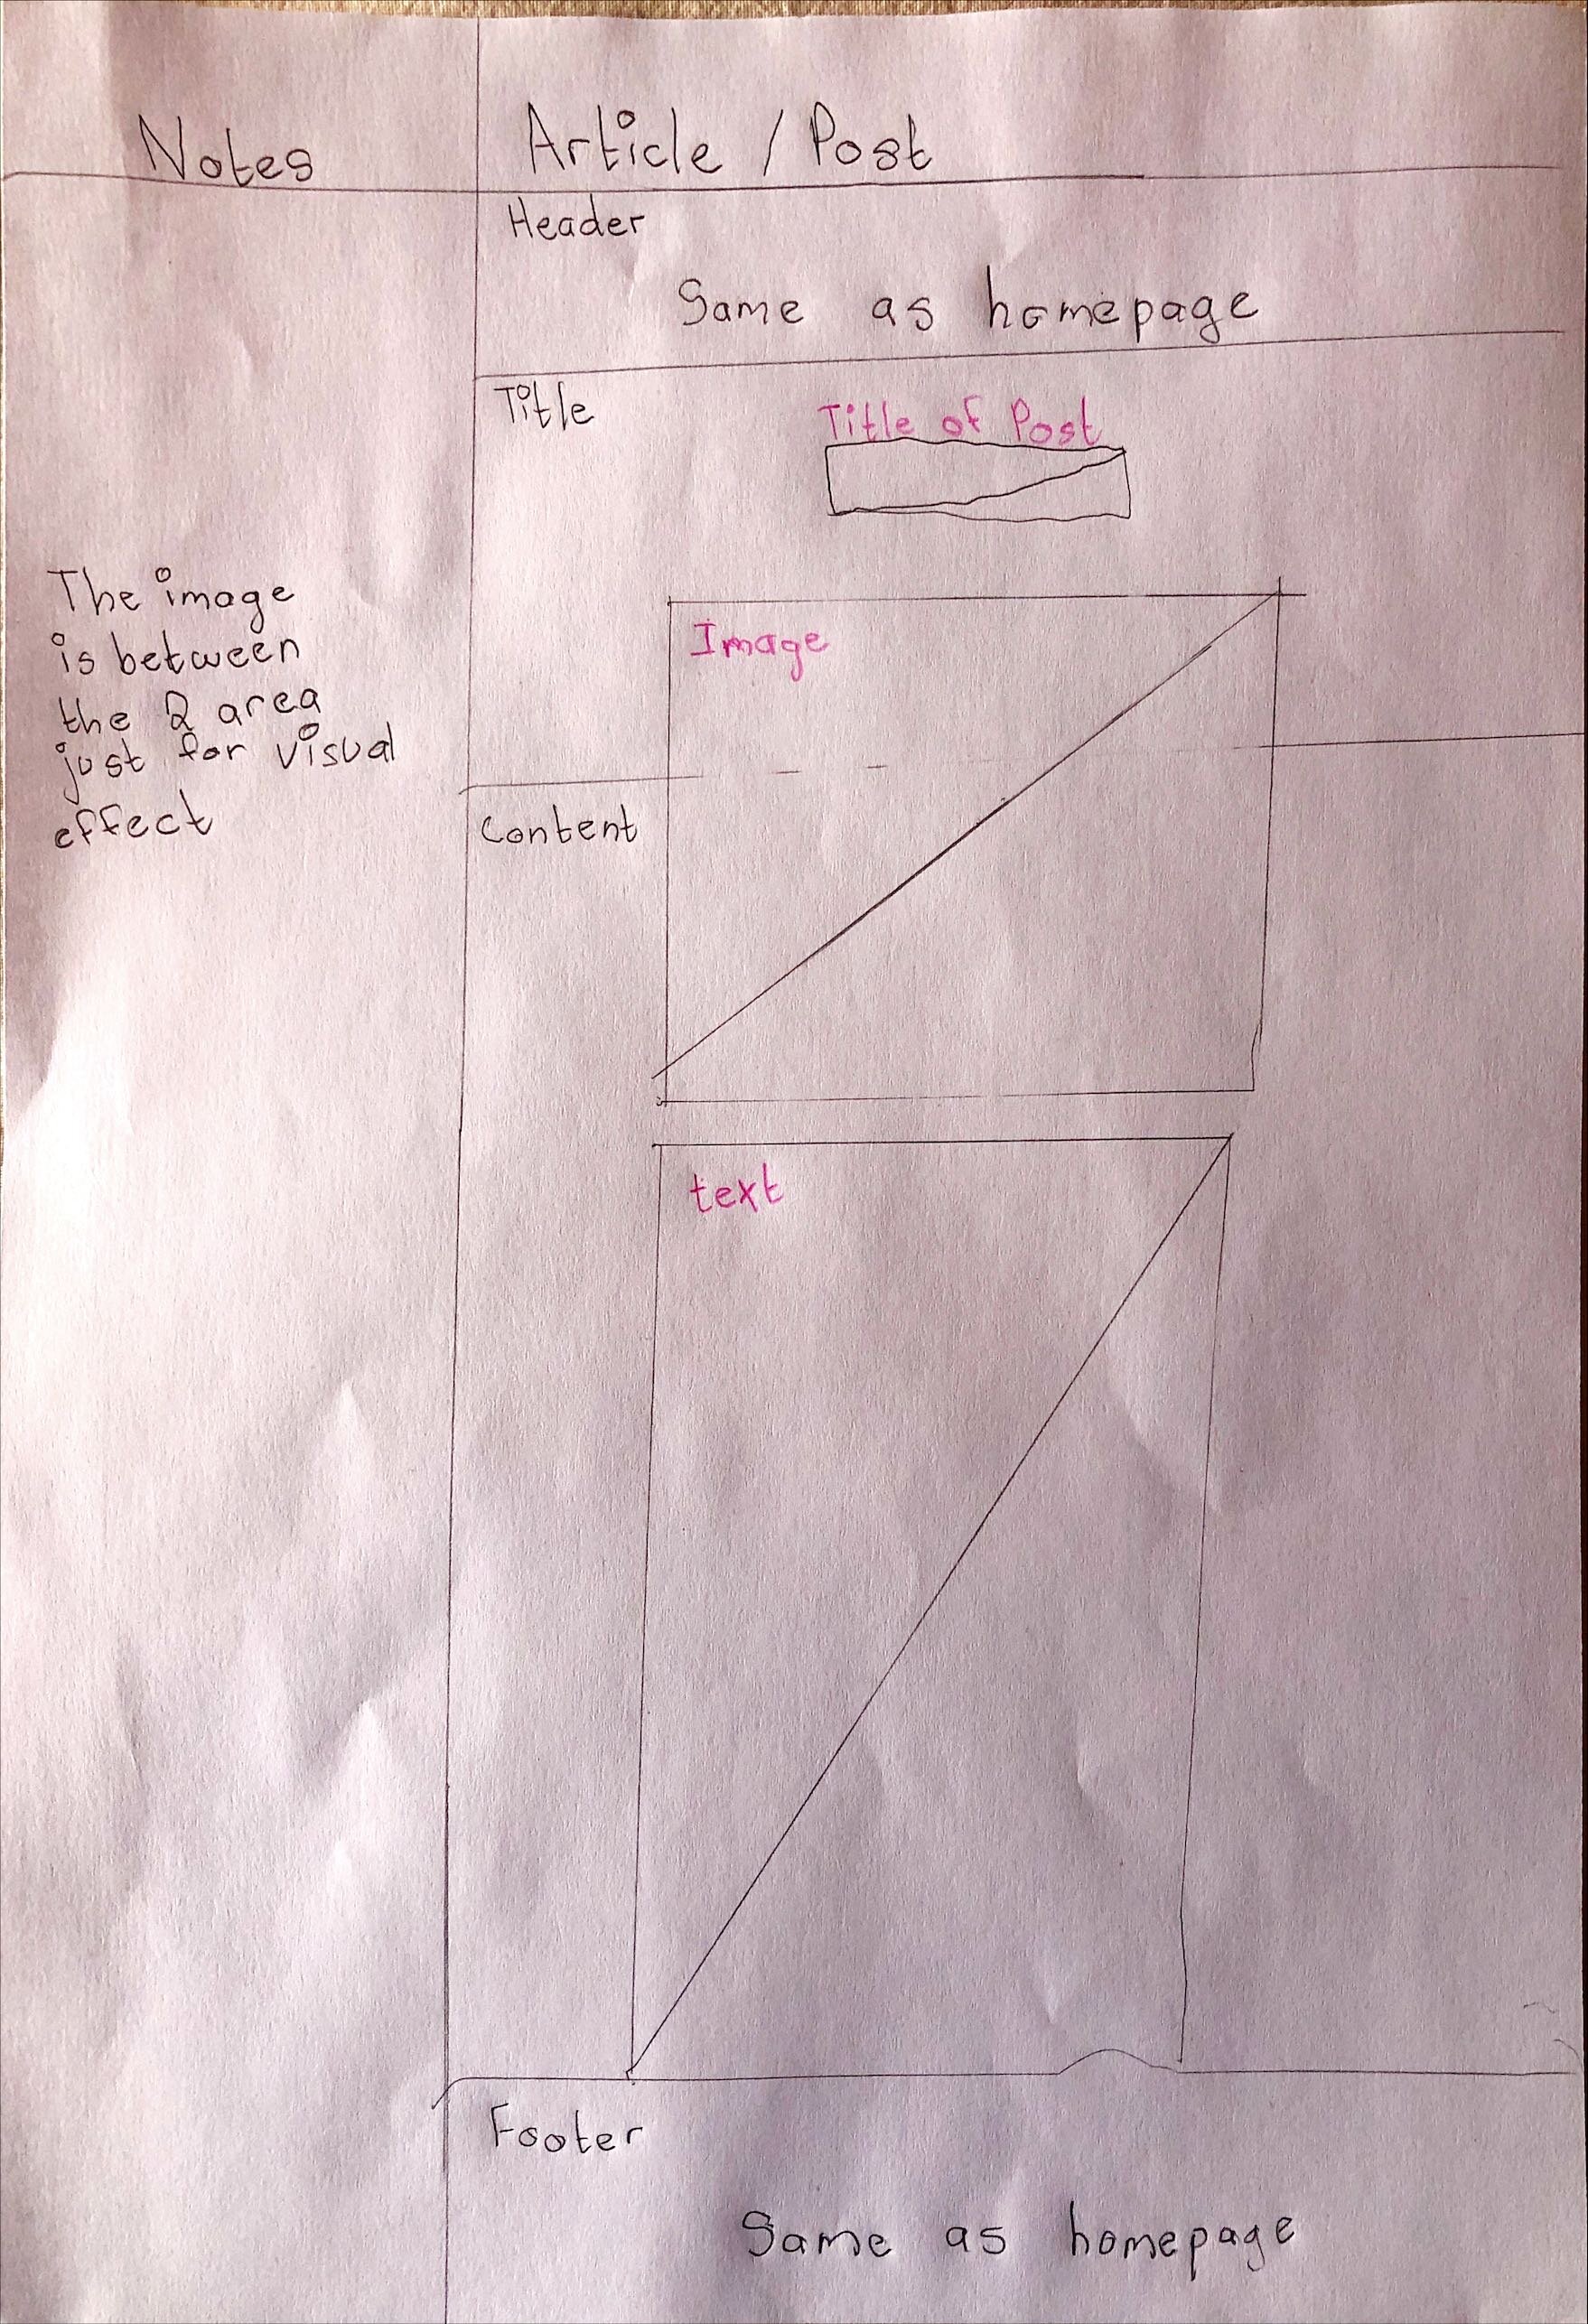 Notes
Article / Post
Header
Same as homepage
Title
Title of Post
The image
is between
the 2 area
just for visual
effect
Image
Content
text
Footer
Same as homepage